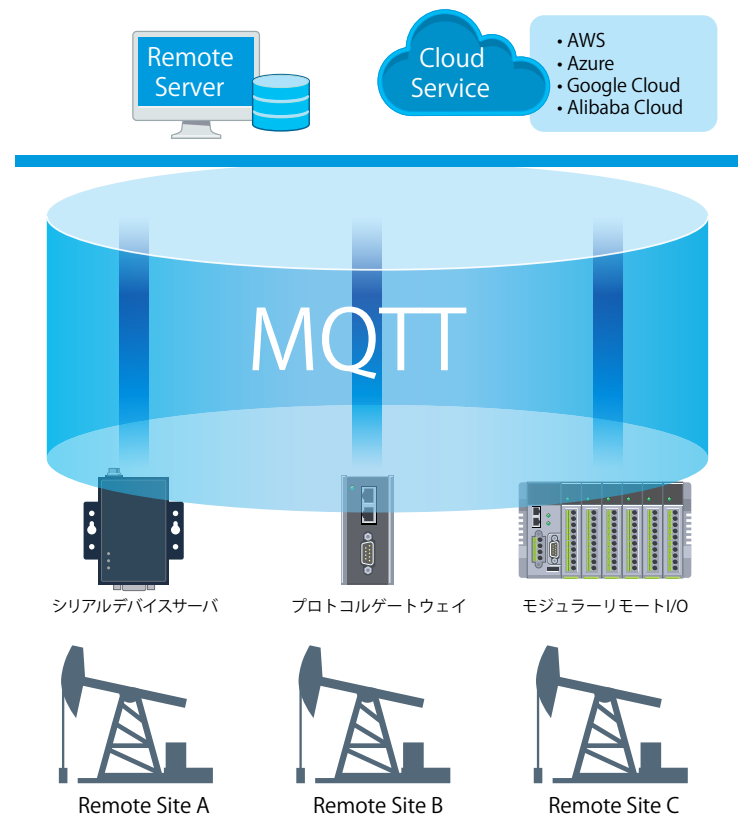 Remote
Server
Cloud
Service
• AWS
• Azure
• Google Cloud
• Alibaba Cloud
MQTT
シリアルデバイスサーバ
プロトコルゲートウェイ
モジュラーリモートI/O
Remote Site A
Remote Site B
Remote Site C